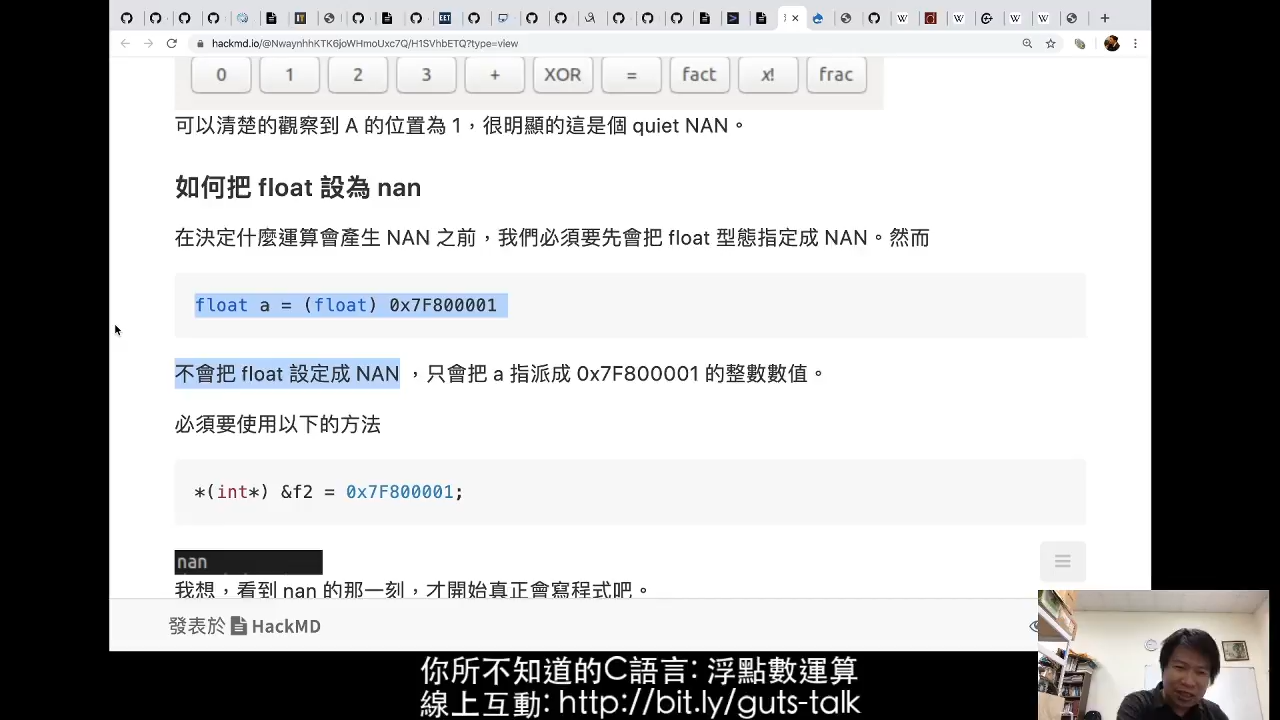 hackmd.io/@NwaynhhKTK6joWHmoUxc7Q/H1SVhbETQ?type=view
0 1 2 3 + XOR = fact x! frac
可以清楚的觀察到 A 的位置為 1，很明顯的這是個 quiet NAN。
如何把 float 設為 nan
在決定什麼運算會產生 NAN 之前，我們必須要先會把 float 型態指定成 NAN。然而
float a = (float) 0x7F800001
不會把 float 設定成 NAN ，只會把 a 指派成 0x7F800001 的整數數值。
必須要使用以下的方法
*(int*) &f2 = 0x7F800001;
nan
我想，看到 nan 的那一刻，才開始真正會寫程式吧。
發表於 HackMD
你所不知道的C語言: 浮點數運算
線上互動: http://bit.ly/guts-talk